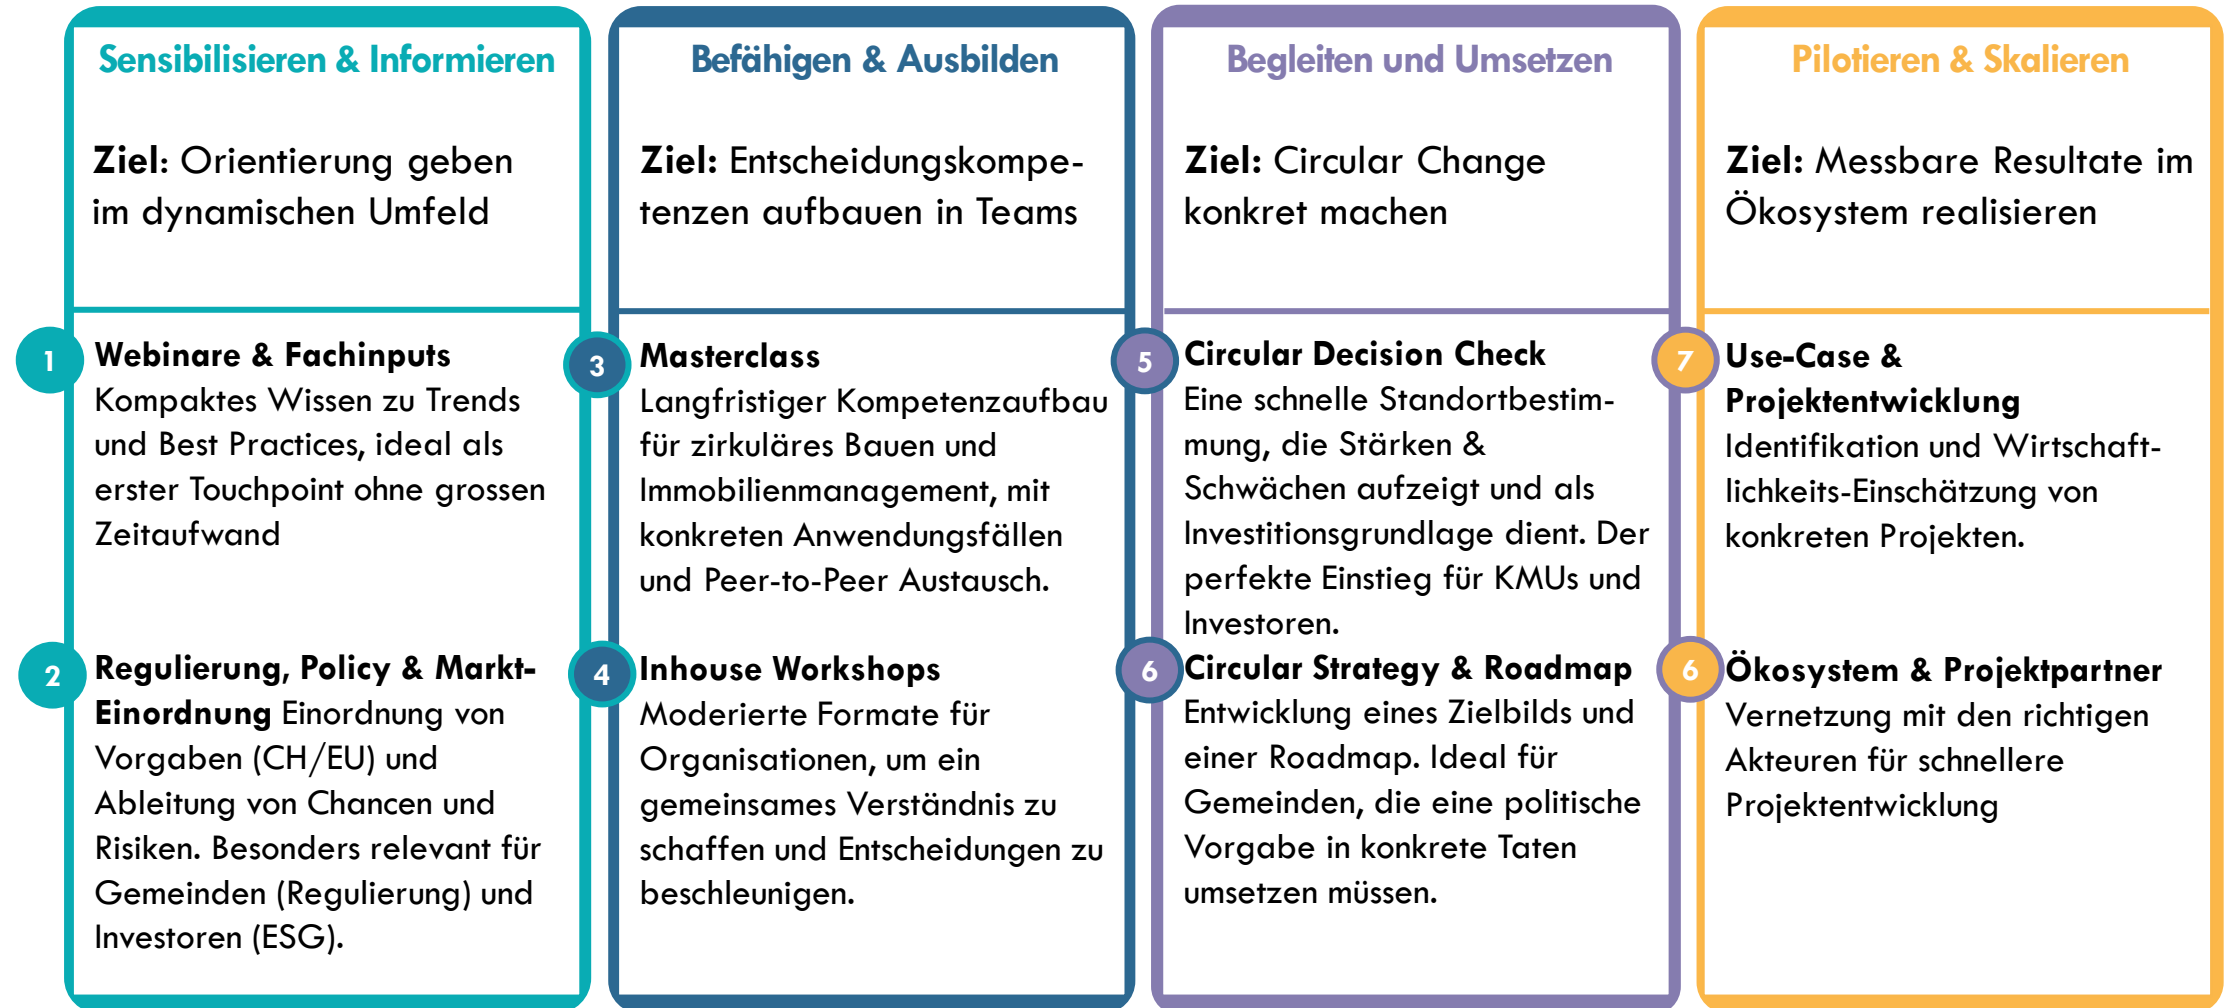 Sensibilisieren & Informieren
Ziel: Orientierung geben
im dynamischen Umfeld
1
Webinare & Fachinputs
Kompaktes Wissen zu Trends
und Best Practices, ideal als
erster Touchpoint ohne grossen
Zeitaufwand
2
Regulierung, Policy & Markt-
Einordnung Einordnung von
Vorgaben (CH/EU) und
Ableitung von Chancen und
Risiken. Besonders relevant für
Gemeinden (Regulierung) und
Investoren (ESG).
Befähigen & Ausbilden
Ziel: Entscheidungskompe-
tenzen aufbauen in Teams
3
Masterclass
Langfristiger Kompetenzaufbau
für zirkuläres Bauen und
Immobilienmanagement, mit
konkreten Anwendungsfällen
und Peer-to-Peer Austausch.
4
Inhouse Workshops
Moderierte Formate für
Organisationen, um ein
gemeinsames Verständnis zu
schaffen und Entscheidungen zu
beschleunigen.
Begleiten und Umsetzen
Ziel: Circular Change
konkret machen
5
Circular Decision Check
Eine schnelle Standortbestim-
mung, die Stärken &
Schwächen aufzeigt und als
Investitionsgrundlage dient. Der
perfekte Einstieg für KMUs und
Investoren.
6
Circular Strategy & Roadmap
Entwicklung eines Zielbilds und
einer Roadmap. Ideal für
Gemeinden, die eine politische
Vorgabe in konkrete Taten
umsetzen müssen.
Pilotieren & Skalieren
Ziel: Messbare Resultate im
Ökosystem realisieren
7
Use-Case &
Projektentwicklung
Identifikation und Wirtschaft-
lichkeits-Einschätzung von
konkreten Projekten.
6
Ökosystem & Projektpartner
Vernetzung mit den richtigen
Akteuren für schnellere
Projektentwicklung